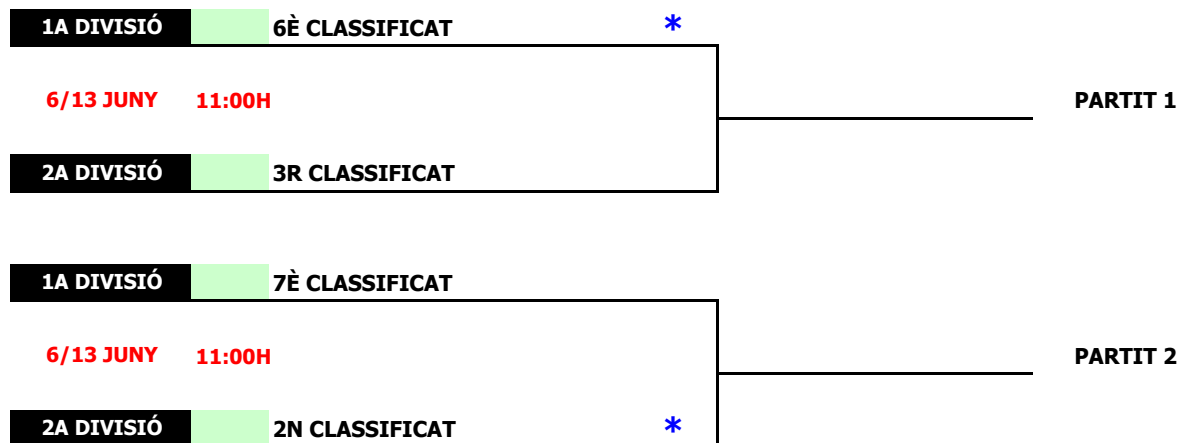 1A DIVISIÓ 6È CLASSIFICAT *
6/13 JUNY 11:00H PARTIT 1
2A DIVISIÓ 3R CLASSIFICAT
1A DIVISIÓ 7È CLASSIFICAT
6/13 JUNY 11:00H PARTIT 2
2A DIVISIÓ 2N CLASSIFICAT *